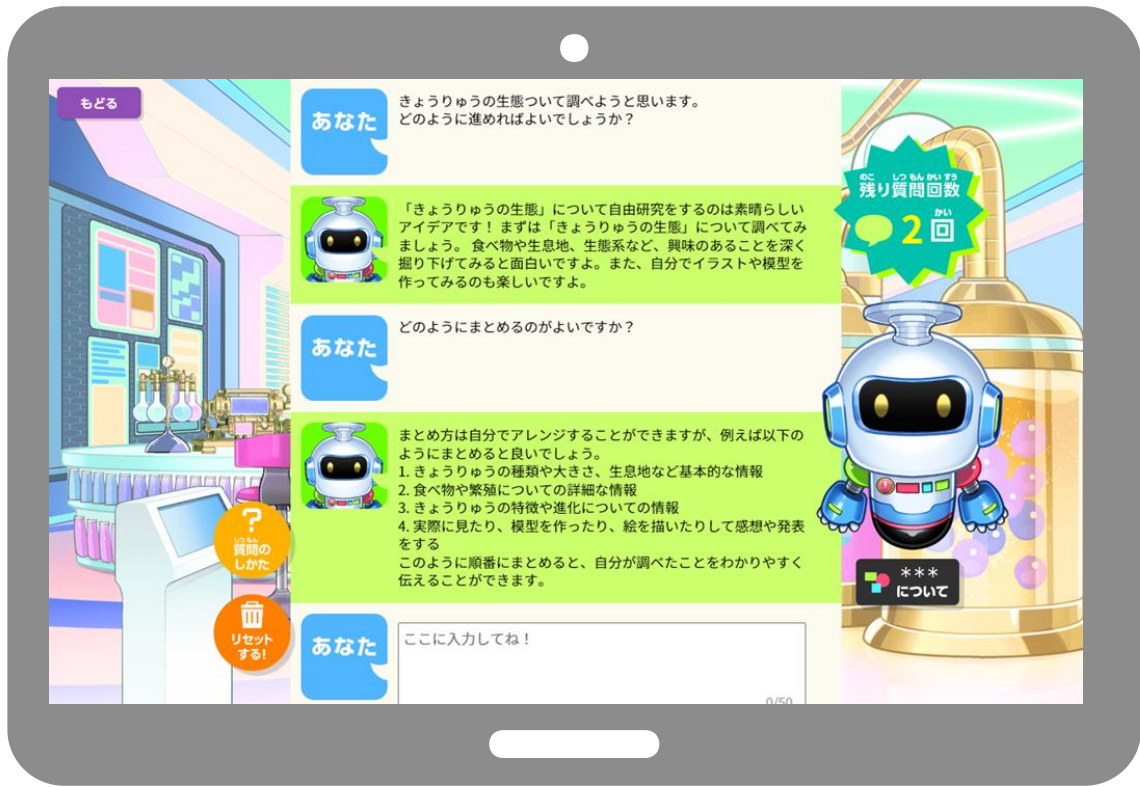 もどる
あなた
きょうりゅうの生態ついて調べようと思います。
どのように進めればよいでしょうか？
「きょうりゅうの生態」について自由研究をするのは素晴らしい
アイデアです！ まずは「きょうりゅうの生態」について調べてみ
ましょう。 食べ物や生息地、生態系など、興味のあることを深く
掘り下げてみると面白いですよ。また、自分でイラストや模型を
作ってみるのも楽しいですよ。
あなた
どのようにまとめるのがよいですか？
まとめ方は自分でアレンジすることができますが、例えば以下の
ようにまとめると良いでしょう。
1. きょうりゅうの種類や大きさ、生息地など基本的な情報
2. 食べ物や繁殖についての詳細な情報
3. きょうりゅうの特徴や進化についての情報
4. 実際に見たり、模型を作ったり、絵を描いたりして感想や発表
をする
このように順番にまとめると、自分が調べたことをわかりやすく
伝えることができます。
あなた
ここに入力してね！
0/50
？
しつもん
質問の
しかた
リセット
する!
のこ しつもんかいすう
残り質問回数
かい
2回
＊＊＊
について